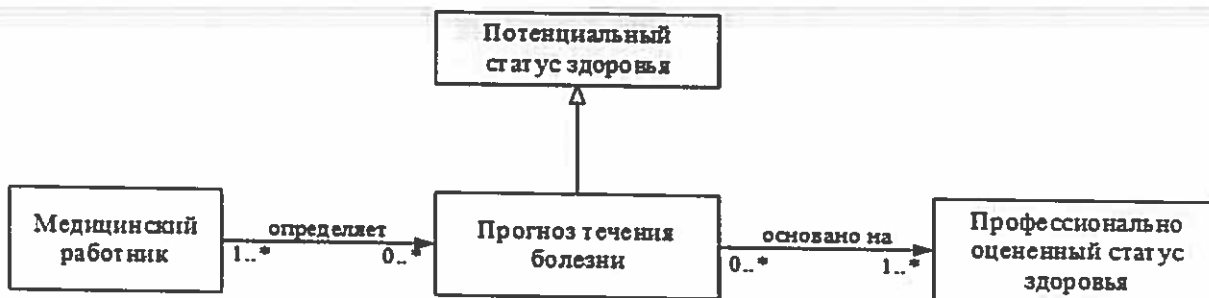 Потенциальный
статус здоровья
Медицинский
работник
определяет
1..*
0..*
Прогноз течения
болезни
основано на
0..*
1..*
Профессионально
оцененный статус
здоровья